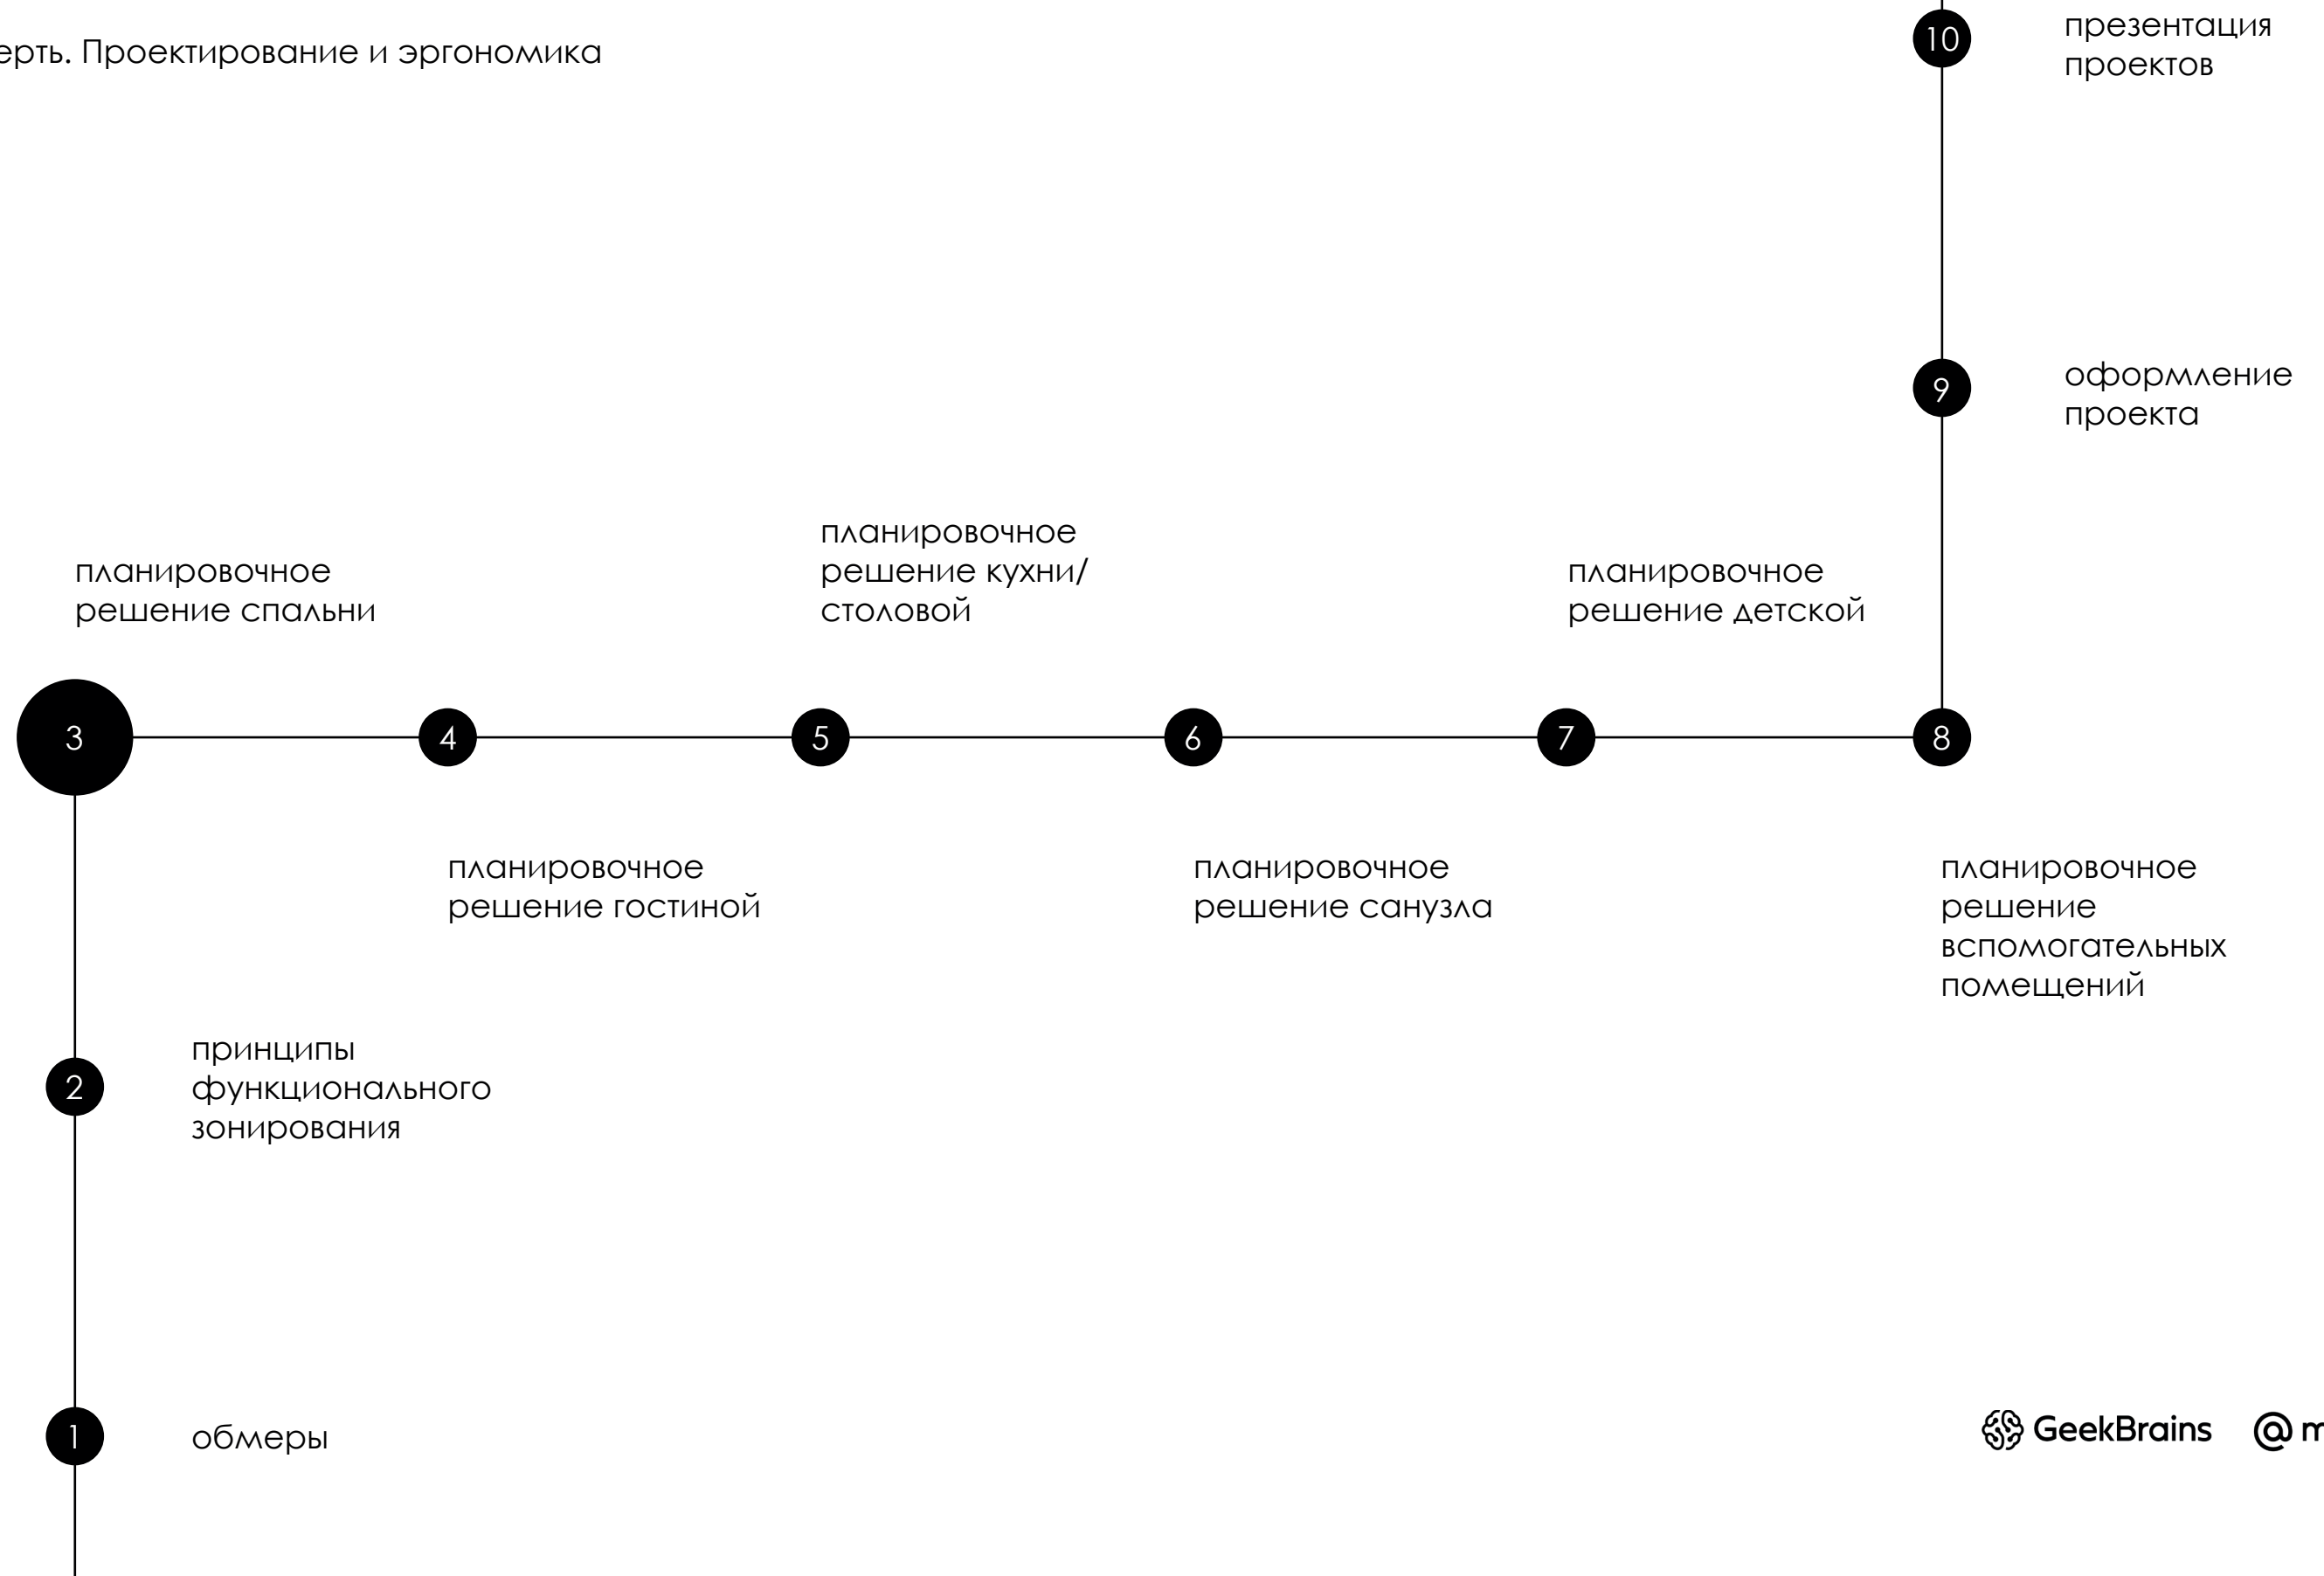 ерть. Проектирование и эргономика
10
презентация
проектов
9
оформление
проекта
планировочное
решение спальни
планировочное
решение кухни/
столовой
планировочное
решение детской
3
4
5
6
7
8
планировочное
решение гостиной
планировочное
решение санузла
планировочное
решение
вспомогательных
помещений
2
принципы
функционального
зонирования
1
обмеры
GeekBrains
@ m